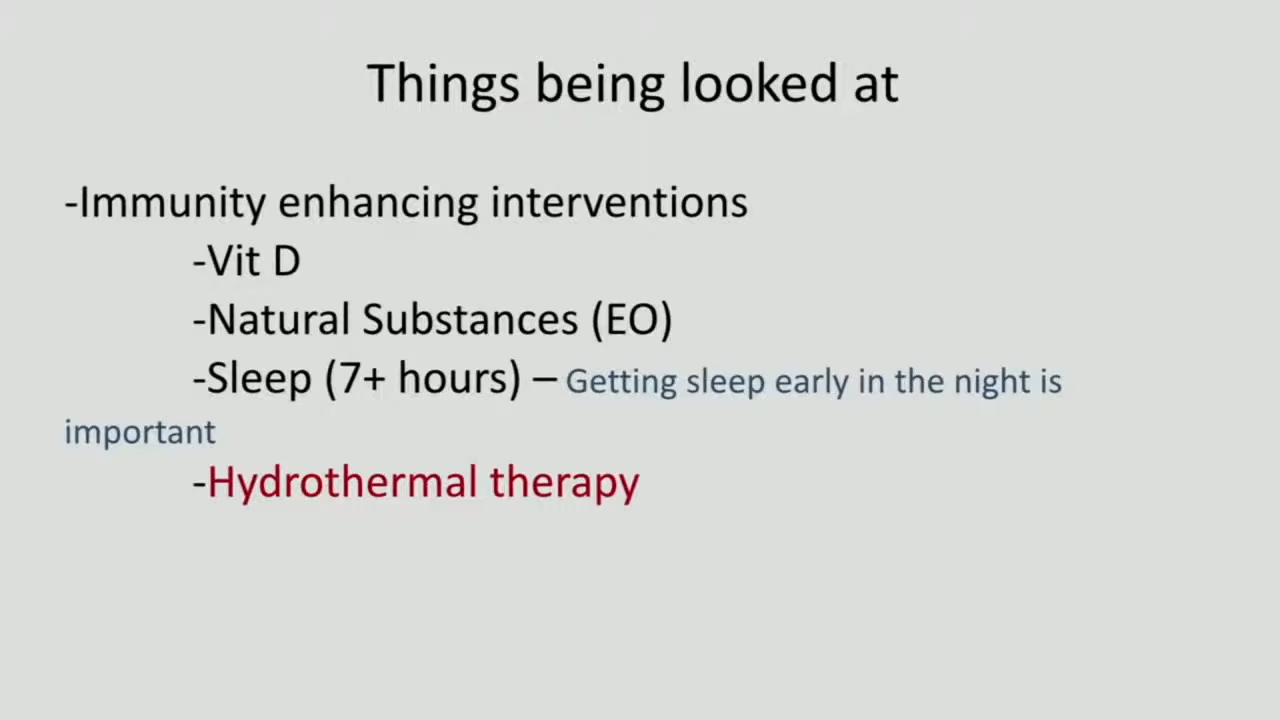 Things being looked at
-Immunity enhancing interventions
-Vit D
-Natural Substances (EO)
-Sleep (7+ hours) – Getting sleep early in the night is
important
-Hydrothermal therapy